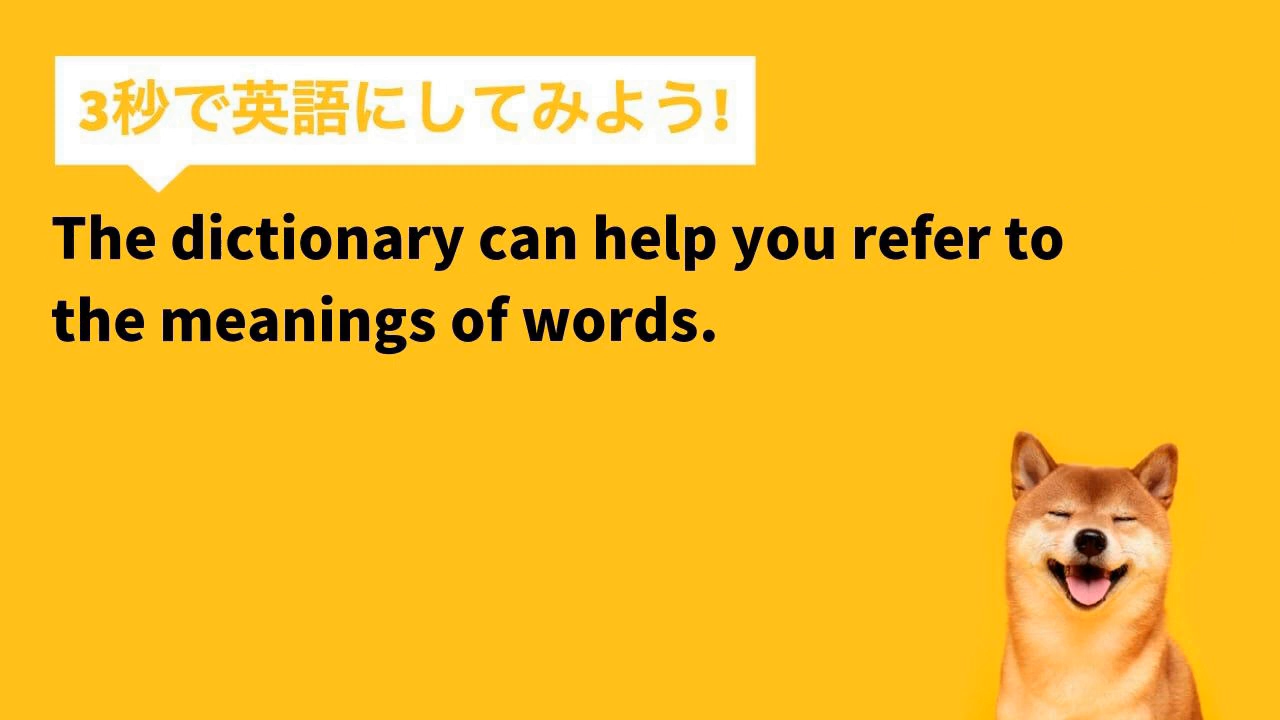 3秒で英語にしてみよう!
The dictionary can help you refer to
the meanings of words.